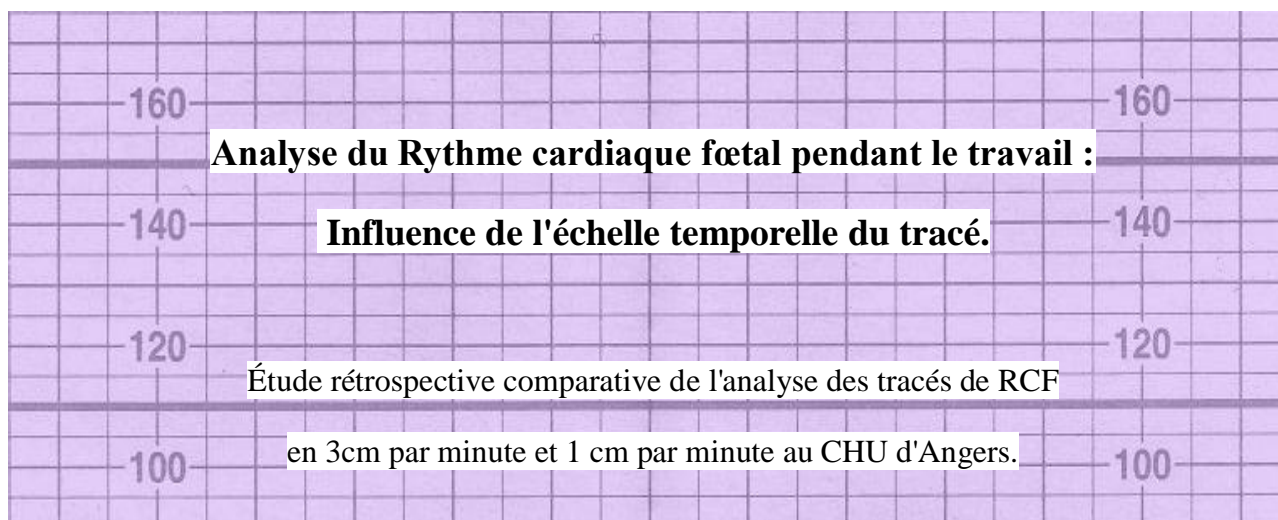 160 160
Analyse du Rythme cardiaque fœtal pendant le travail :
140 Influence de l'échelle temporelle du tracé. 140
120 120
Étude rétrospective comparative de l'analyse des tracés de RCF
en 3cm par minute et 1 cm par minute au CHU d'Angers.
100 100